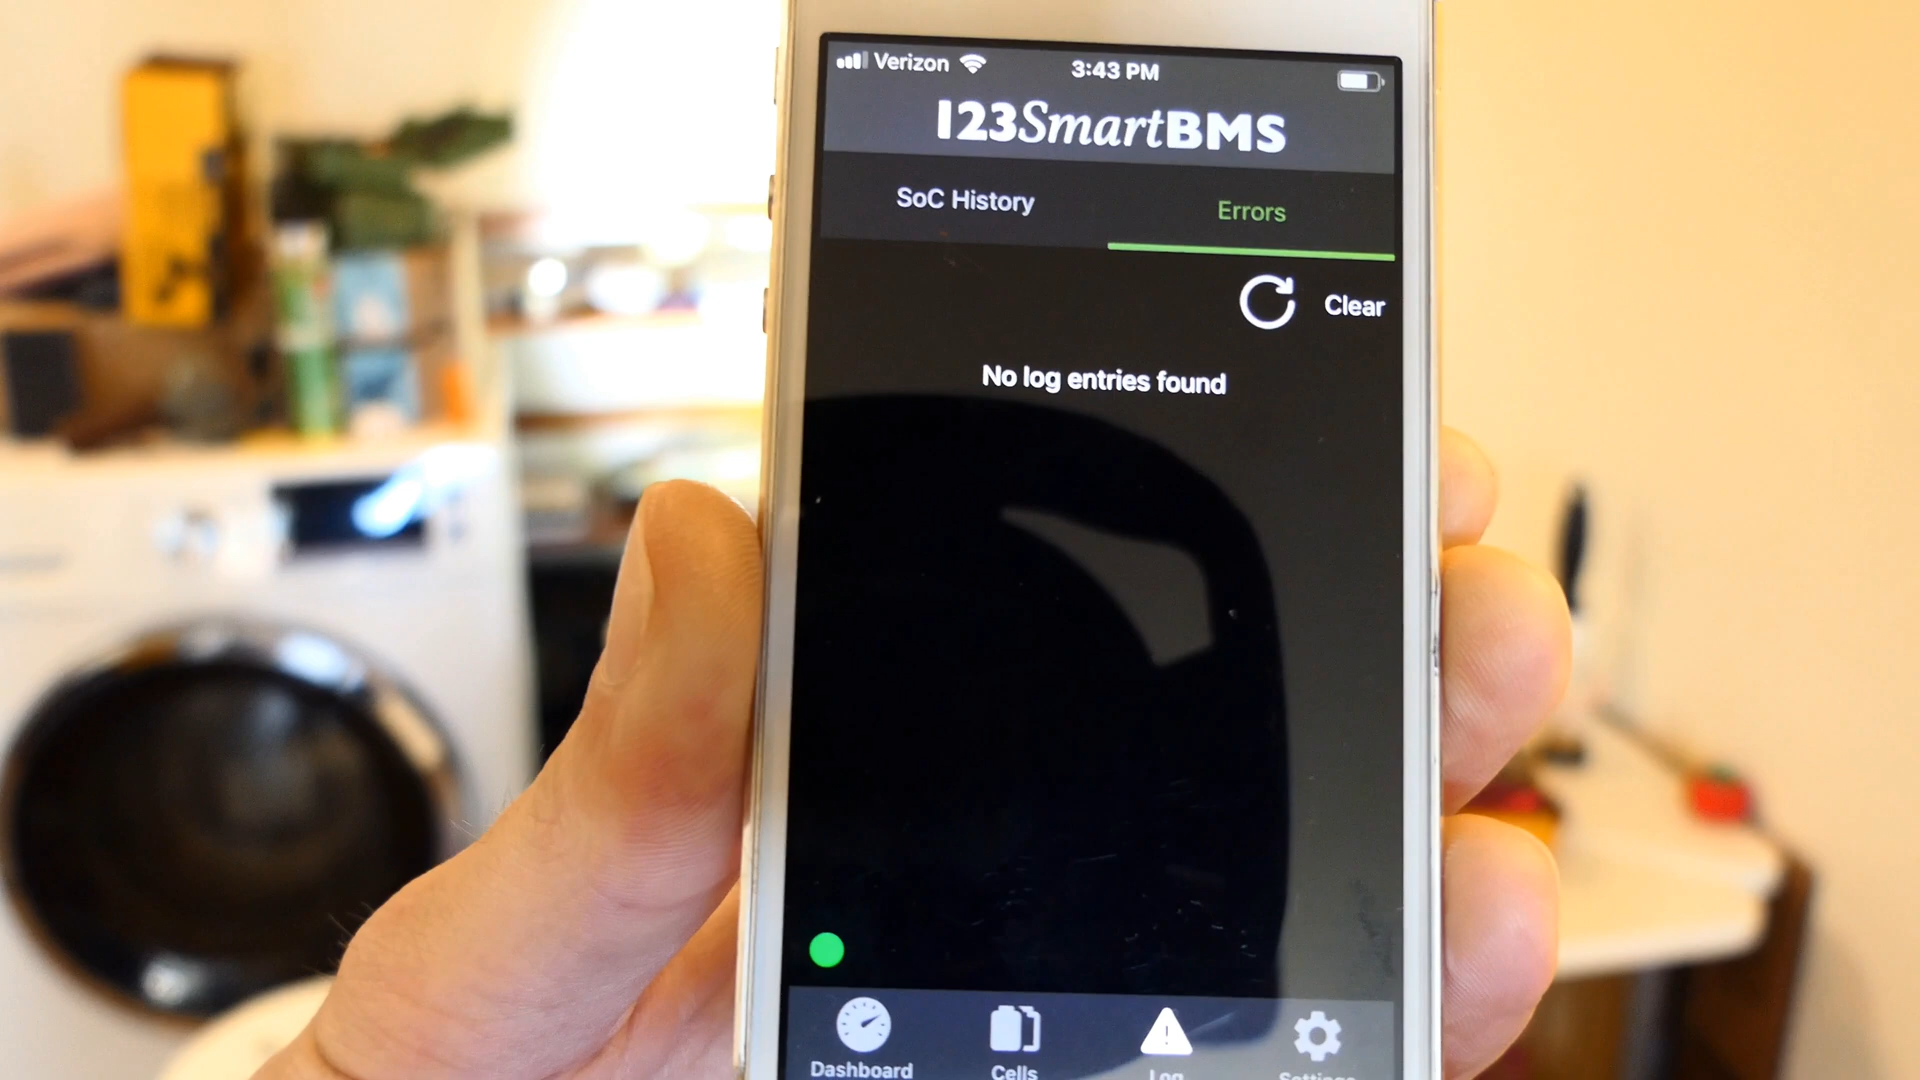 Verizon 3:43 PM
123SmartBMS
SoC History Errors
Clear
No log entries found
Dashboard Cells Log Settings